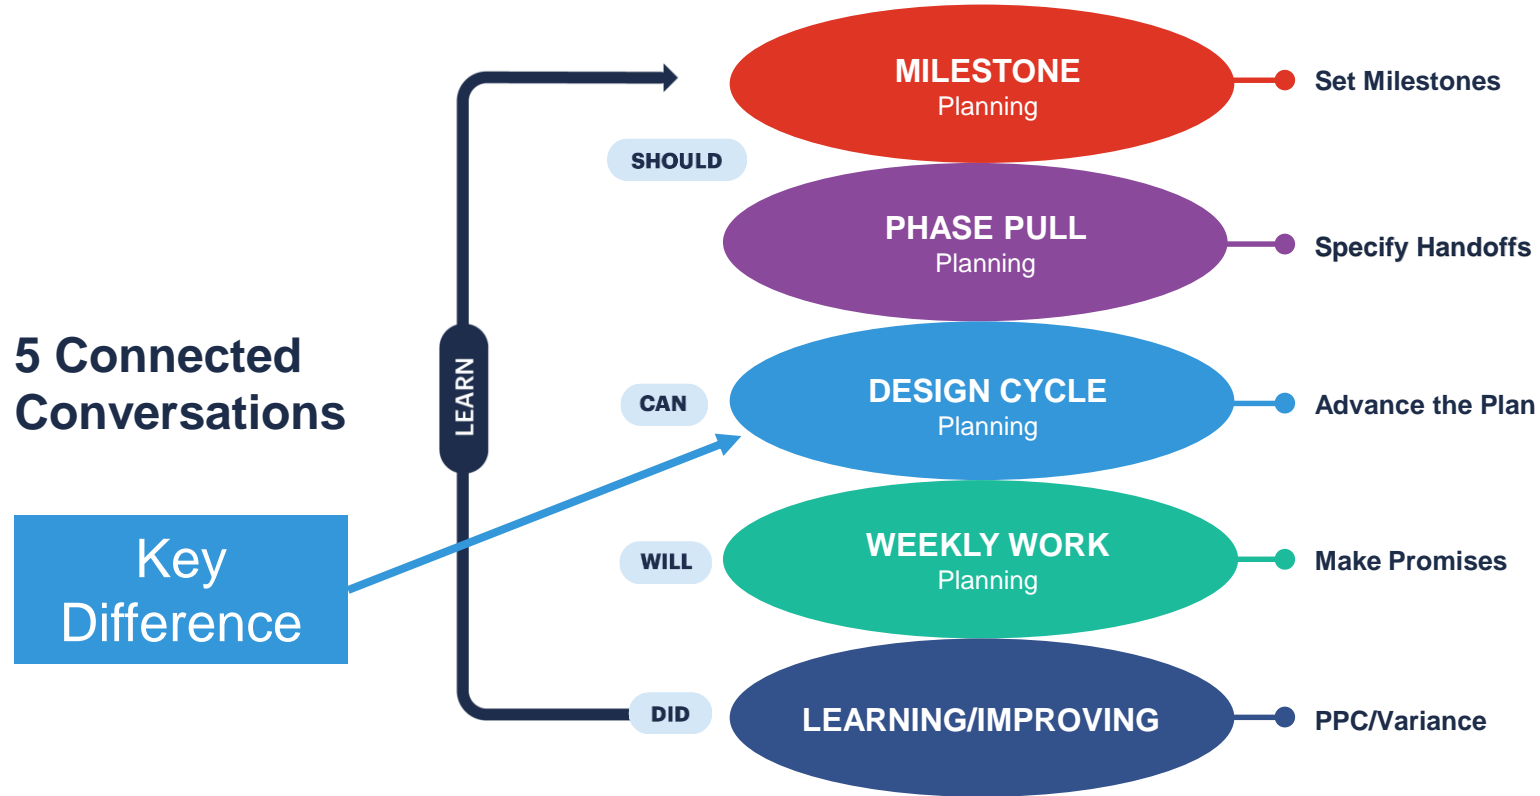 MILESTONE
Planning
Set Milestones
SHOULD
PHASE PULL
Planning
Specify Handoffs
5 Connected
Conversations
LEARN
CAN
DESIGN CYCLE
Planning
Advance the Plan
Key
Difference
WILL
WEEKLY WORK
Planning
Make Promises
DID
LEARNING/IMPROVING
PPC/Variance